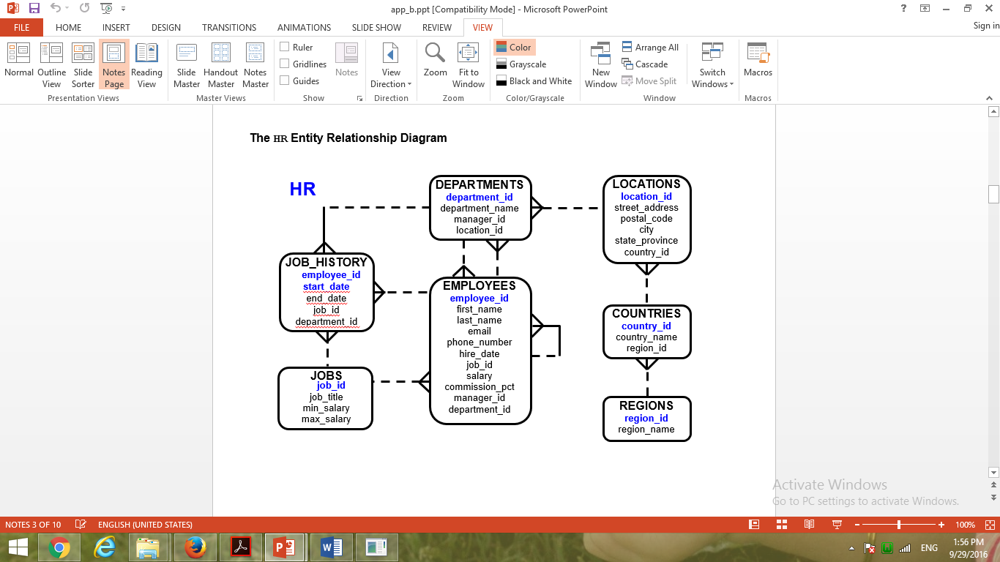 app_b.ppt [Compatibility Mode] - Microsoft PowerPoint
?
FILE
HOME
INSERT
DESIGN
TRANSITIONS
ANIMATIONS
SLIDE SHOW
REVIEW
VIEW
Sign in
Normal
Outline View
Slide Sorter
Notes Page
Reading View
Presentation Views
Slide Master
Handout Master
Notes Master
Master Views
Ruler
Gridlines
Guides
Notes
Show
View Direction
Direction
Zoom
Fit to Window
Zoom
Color
Grayscale
Black and White
Color/Grayscale
New Window
Arrange All
Cascade
Move Split
Switch Windows
Window
Macros
Macros
The HR Entity Relationship Diagram
HR
DEPARTMENTS
department_id
department_name
manager_id
location_id
LOCATIONS
location_id
street_address
postal_code
city
state_province
country_id
JOB_HISTORY
employee_id
start_date
end_date
job_id
department_id
EMPLOYEES
employee_id
first_name
last_name
email
phone_number
hire_date
job_id
salary
commission_pct
manager_id
department_id
COUNTRIES
country_id
country_name
region_id
JOBS
job_id
job_title
min_salary
max_salary
REGIONS
region_id
region_name
Activate Windows
Go to PC settings to activate Windows.
NOTES 3 OF 10
ENGLISH (UNITED STATES)
100%
ENG
1:56 PM
9/29/2016